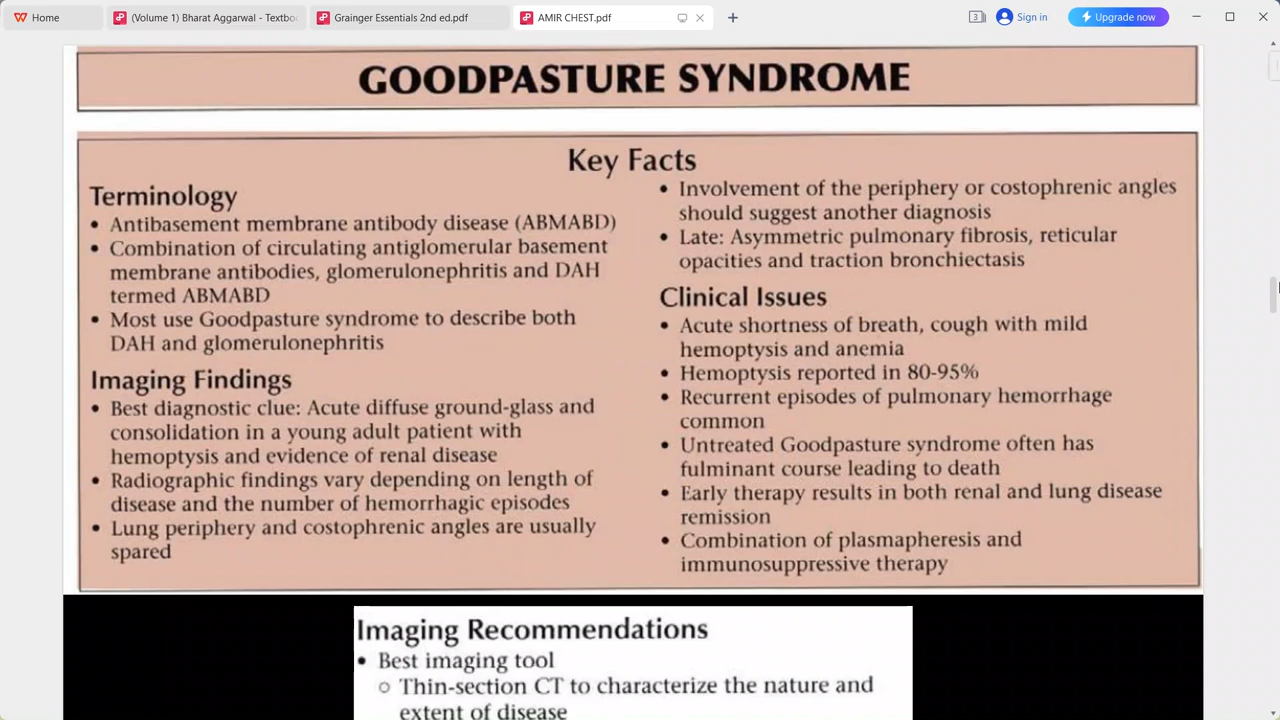 Home
(Volume 1) Bharat Aggarwal - Textbo
Grainger Essentials 2nd ed.pdf
AMIR CHEST.pdf
3
Sign in
Upgrade now
GOODPASTURE SYNDROME
Key Facts
Terminology
• Antibasement membrane antibody disease (ABMABD)
• Combination of circulating antiglomerular basement
membrane antibodies, glomerulonephritis and DAH
termed ABMABD
• Most use Goodpasture syndrome to describe both
DAH and glomerulonephritis
Imaging Findings
• Best diagnostic clue: Acute diffuse ground-glass and
consolidation in a young adult patient with
hemoptysis and evidence of renal disease
• Radiographic findings vary depending on length of
disease and the number of hemorrhagic episodes
• Lung periphery and costophrenic angles are usually
spared
• Involvement of the periphery or costophrenic angles
should suggest another diagnosis
• Late: Asymmetric pulmonary fibrosis, reticular
opacities and traction bronchiectasis
Clinical Issues
• Acute shortness of breath, cough with mild
hemoptysis and anemia
• Hemoptysis reported in 80-95%
• Recurrent episodes of pulmonary hemorrhage
common
• Untreated Goodpasture syndrome often has
fulminant course leading to death
• Early therapy results in both renal and lung disease
remission
• Combination of plasmapheresis and
immunosuppressive therapy
Imaging Recommendations
• Best imaging tool
○ Thin-section CT to characterize the nature and
extent of disease